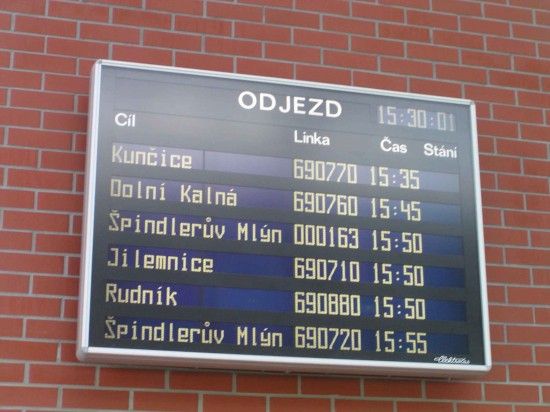 ODJEZD 15:30:01
Cíl Linka Čas Stání
Kunčice 690770 15:35
Dolní Kalná 690760 15:45
Špindlerův Mlýn 000163 15:50
Jilemnice 690710 15:50
Rudník 690880 15:50
Špindlerův Mlýn 690720 15:55